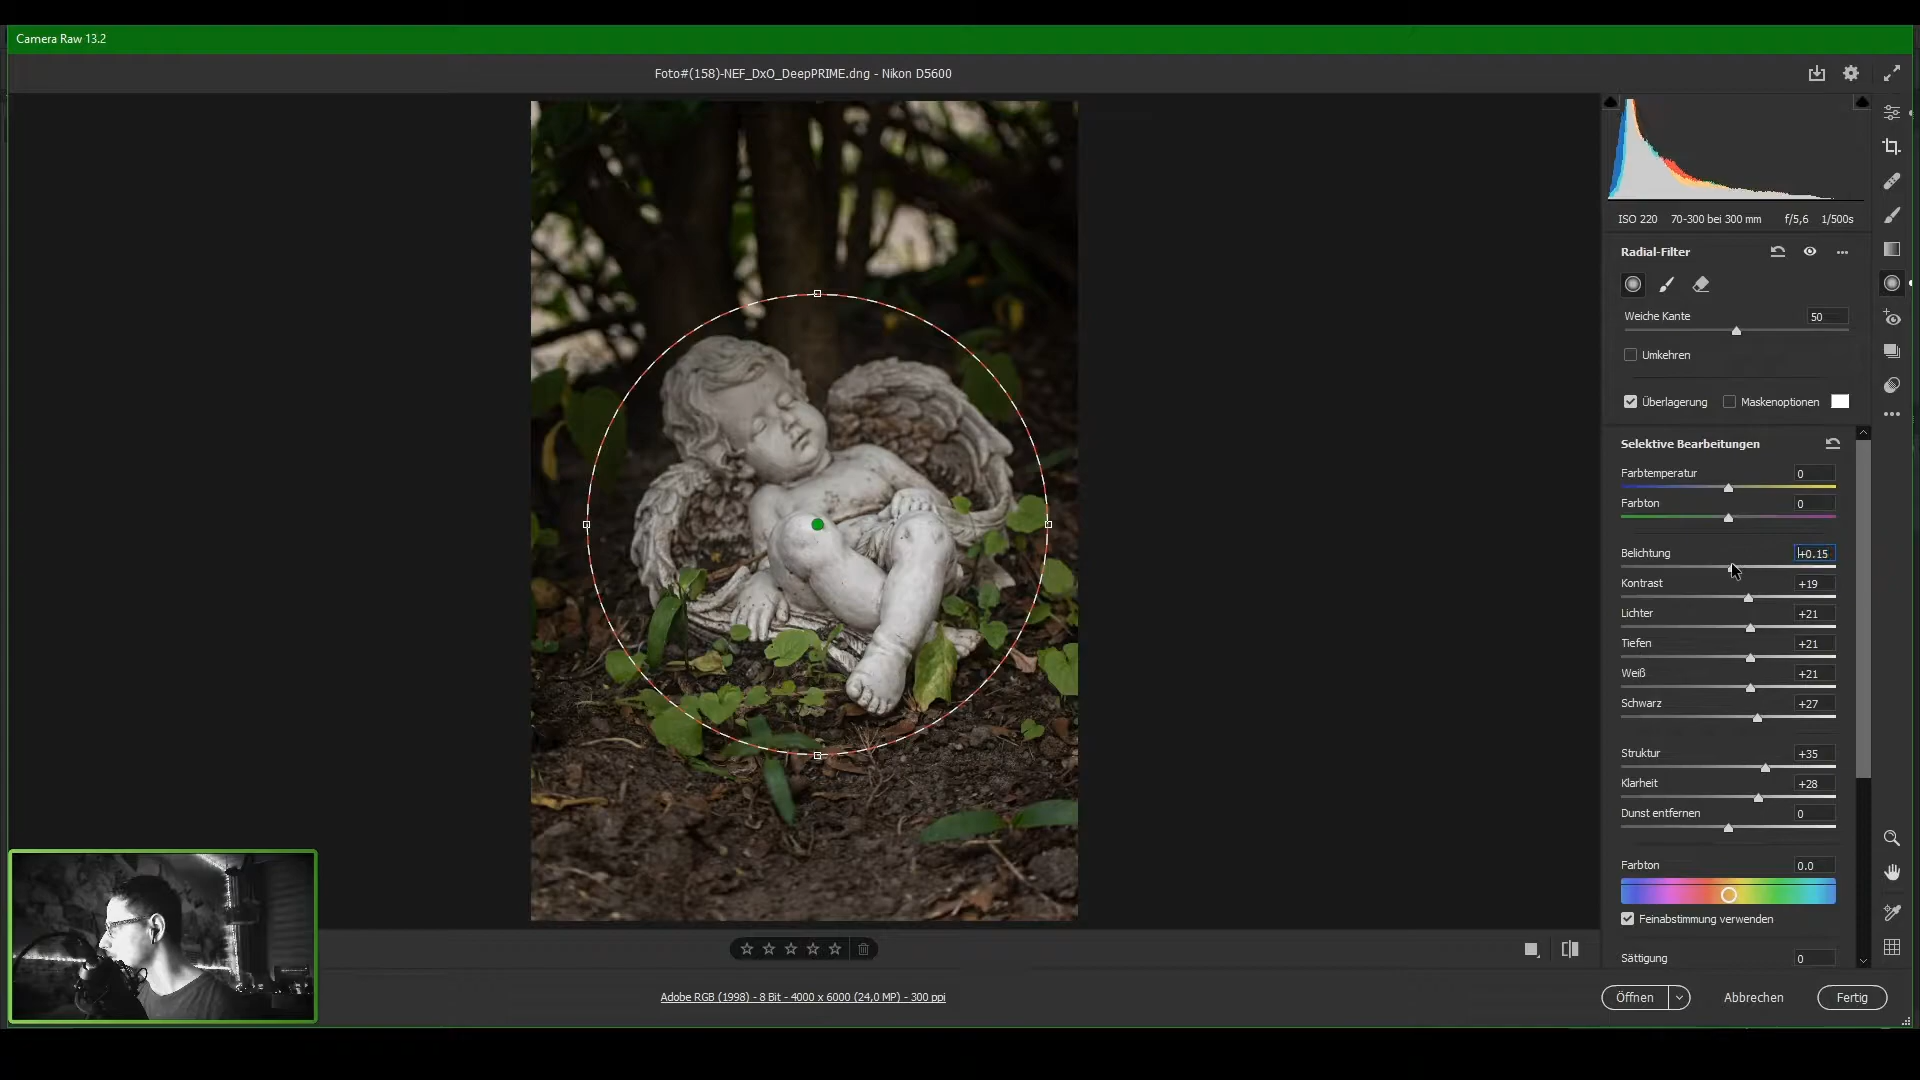 Camera Raw 13.2
Foto#(158)-NEF_DxO_DeepPRIME.dng - Nikon D5600
ISO 220 70-300 bei 300 mm f/5,6 1/500s
Radial-Filter
Weiche Kante 50
Umkehren
Überlagerung Maskenoptionen
Selektive Bearbeitungen
Farbtemperatur 0
Farbton 0
Belichtung +0.15
Kontrast +19
Lichter +21
Tiefen +21
Weiß +21
Schwarz +27
Struktur +35
Klarheit +28
Dunst entfernen 0
Farbton 0.0
Feinabstimmung verwenden
Sättigung 0
Adobe RGB (1998) - 8 Bit - 4000 x 6000 (24,0 MP) - 300 ppi
Öffnen Abbrechen Fertig